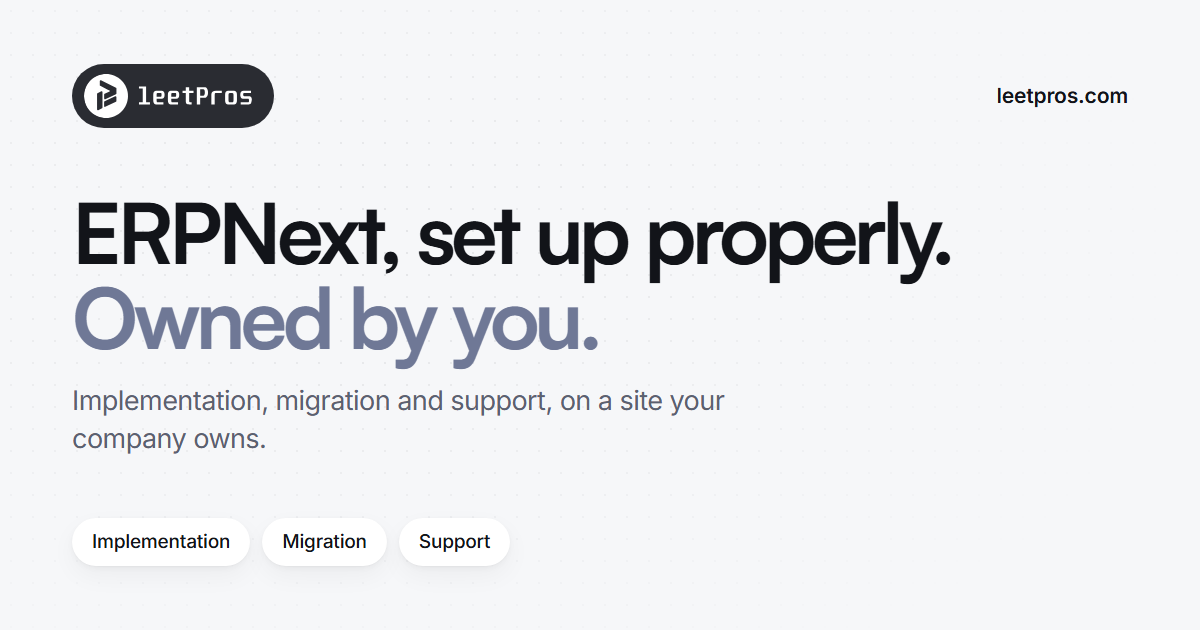 leetPros
leetpros.com
ERPNext, set up properly.
Owned by you.
Implementation, migration and support, on a site your
company owns.
Implementation
Migration
Support